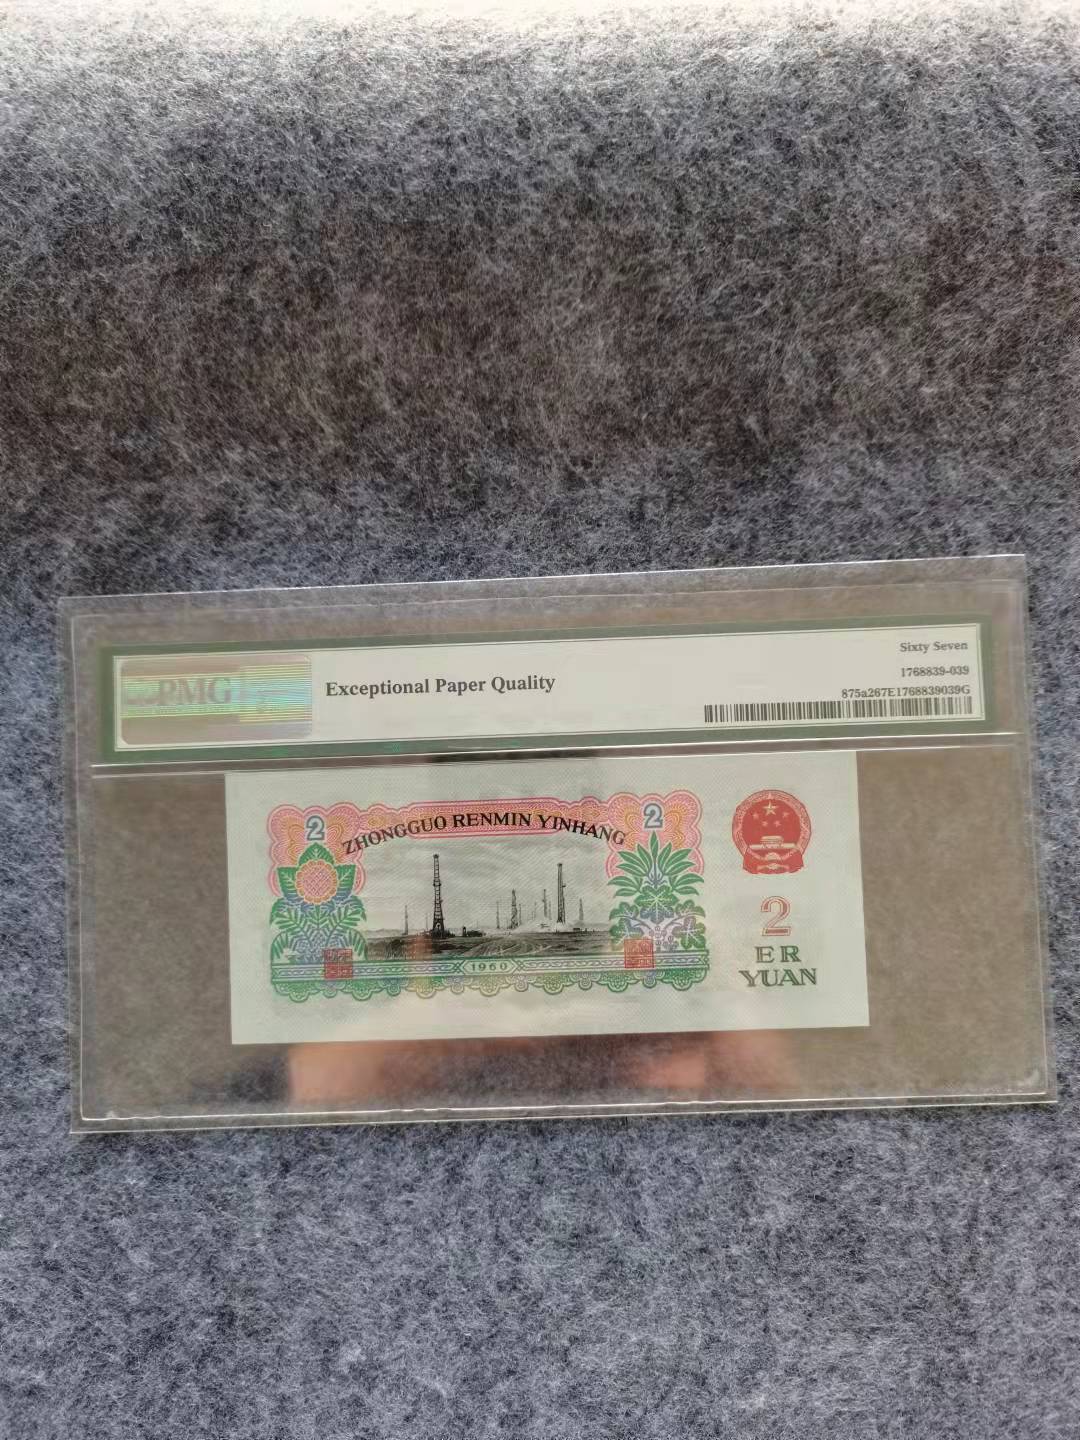 PMG
Exceptional Paper Quality
Sixty Seven
1768839-039
875a267E1768839039G
2
2
ZHONGGUO RENMIN YINHANG
1960
2
ER
YUAN